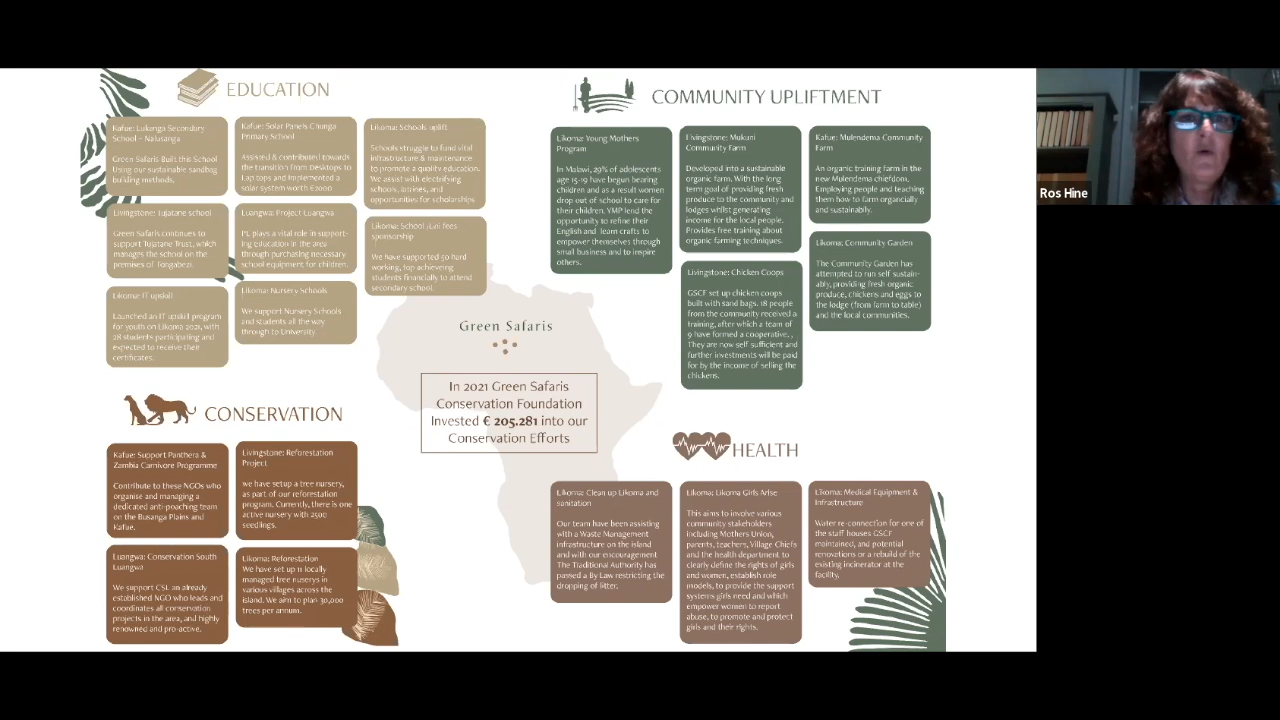 EDUCATION
Kafue: Lukanga Secondary
School – Nalusanga
Green Safaris Built this School
Using our sustainable sandbag
building methods.
Kafue: Solar Panels Chunga
Primary School
Assisted & contributed towards
the transition from Desktops to
Lap tops and implemented a
solar system worth €5000
Likoma: Schools uplift
Schools struggle to fund vital
infrastructure & maintenance
to promote a quality education.
We assist with electrifying
schools, latrines, and
opportunities for scholarships.
Livingstone: Tujatane school
Green Safaris continues to
support Tujatane Trust, which
manages the school on the
premises of Tongabezi.
Luangwa: Project Luangwa
PL plays a vital role in support-
ing education in the area
through purchasing necessary
school equipment for children.
Likoma: School fees
sponsorship
We have supported 50 hard
working, top achieving
students financially to attend
secondary school.
Likoma: IT upskill
Launched an IT upskill program
for youth on Likoma 2021, with
28 students participating and
expected to receive their
certificates.
Likoma: Nursery Schools
We support Nursery Schools
and students all the way
through to University
COMMUNITY UPLIFTMENT
Likoma: Young Mothers
Program
In Malawi, 29% of adolescents
age 15-19 have begun bearing
children and as a result women
drop out of school to care for
their children. YMP lend the
opportunity to refine their
English and learn crafts to
empower themselves through
small business and to inspire
others.
Livingstone: Mukuni
Community Farm
Developed into a sustainable
organic farm. With the long
term goal of providing fresh
produce to the community and
lodges whilst generating
income for the local people.
Provides free training about
organic farming techniques.
Kafue: Mulendema Community
Farm
An organic training farm in the
new Mulendema chiefdom.
Employing people and teaching
them how to farm organcially
and sustainably.
Livingstone: Chicken Coops
GSCF set up chicken coops
built with sand bags. 18 people
from the community received a
training, after which a team of
9 have formed a cooperative. ,
They are now self sufficient and
further investments will be paid
for by the income of selling the
chickens.
Likoma: Community Garden
The Community Garden has
attempted to run self sustain-
ably, providing fresh organic
produce, chickens and eggs to
the lodge (from farm to table)
and the local communities.
Green Safaris
In 2021 Green Safaris
Conservation Foundation
Invested € 205.281 into our
Conservation Efforts
CONSERVATION
Kafue: Support Panthera &
Zambia Carnivore Programme
Contribute to these NGOs who
organise and managing a
dedicated anti-poaching team
on the Busanga Plains and
Kafue.
Livingstone: Reforestation
Project
we have setup a tree nursery,
as part of our reforestation
program. Currently, there is one
active nursery with 2500
seedlings.
Luangwa: Conservation South
Luangwa
We support CSL an already
established NGO who leads and
coordinates all conservation
projects in the area, and highly
renowned and pro-active.
Likoma: Reforestation
We have set up 11 locally
managed tree nuserys in
various villages across the
island. We aim to plan 30,000
trees per annum.
HEALTH
Likoma: Clean up Likoma and
sanitation
Our team have been assisting
with a Waste Management
infrastructure on the island
and with our encouragement
The Traditional Authority has
passed a By Law restricting the
dropping of litter.
Likoma: Likoma Girls Arise
This aims to involve various
community stakeholders
including Mothers Union,
parents, teachers, Village Chiefs
and the health department to
clearly define the rights of girls
and women, establish role
models, to provide the support
systems girls need and which
empower women to report
abuse, to promote and protect
girls and their rights.
Likoma: Medical Equipment &
Infrastructure
Water re-connection for one of
the staff houses GSCF
maintained, and potential
renovations or a rebuild of the
existing incinerator at the
facility.
Ros Hine